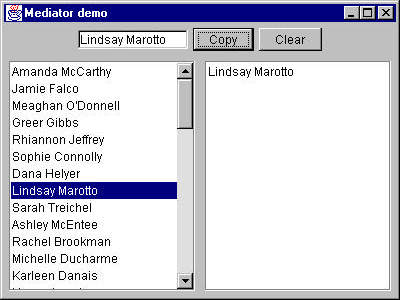 Mediator demo
Lindsay Marotto Copy Clear
Amanda McCarthy
Jamie Falco
Meaghan O'Donnell
Greer Gibbs
Rhiannon Jeffrey
Sophie Connolly
Dana Helyer
Lindsay Marotto
Sarah Treichel
Ashley McEntee
Rachel Brookman
Michelle Ducharme
Karleen Danais
Lindsay Marotto